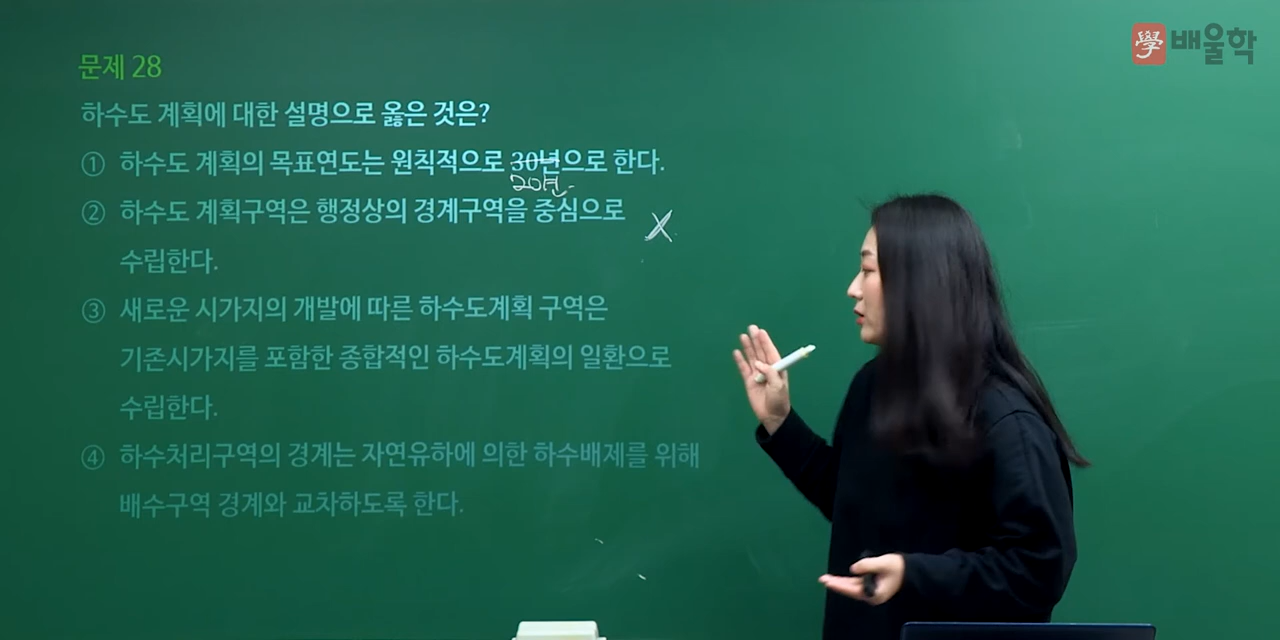 學 배울학
문제 28
하수도 계획에 대한 설명으로 옳은 것은?
① 하수도 계획의 목표연도는 원칙적으로 30년으로 한다.
20년
② 하수도 계획구역은 행정상의 경계구역을 중심으로
X
수립한다.
③ 새로운 시가지의 개발에 따른 하수도계획 구역은
기존시가지를 포함한 종합적인 하수도계획의 일환으로
수립한다.
④ 하수처리구역의 경계는 자연유하에 의한 하수배제를 위해
배수구역 경계와 교차하도록 한다.